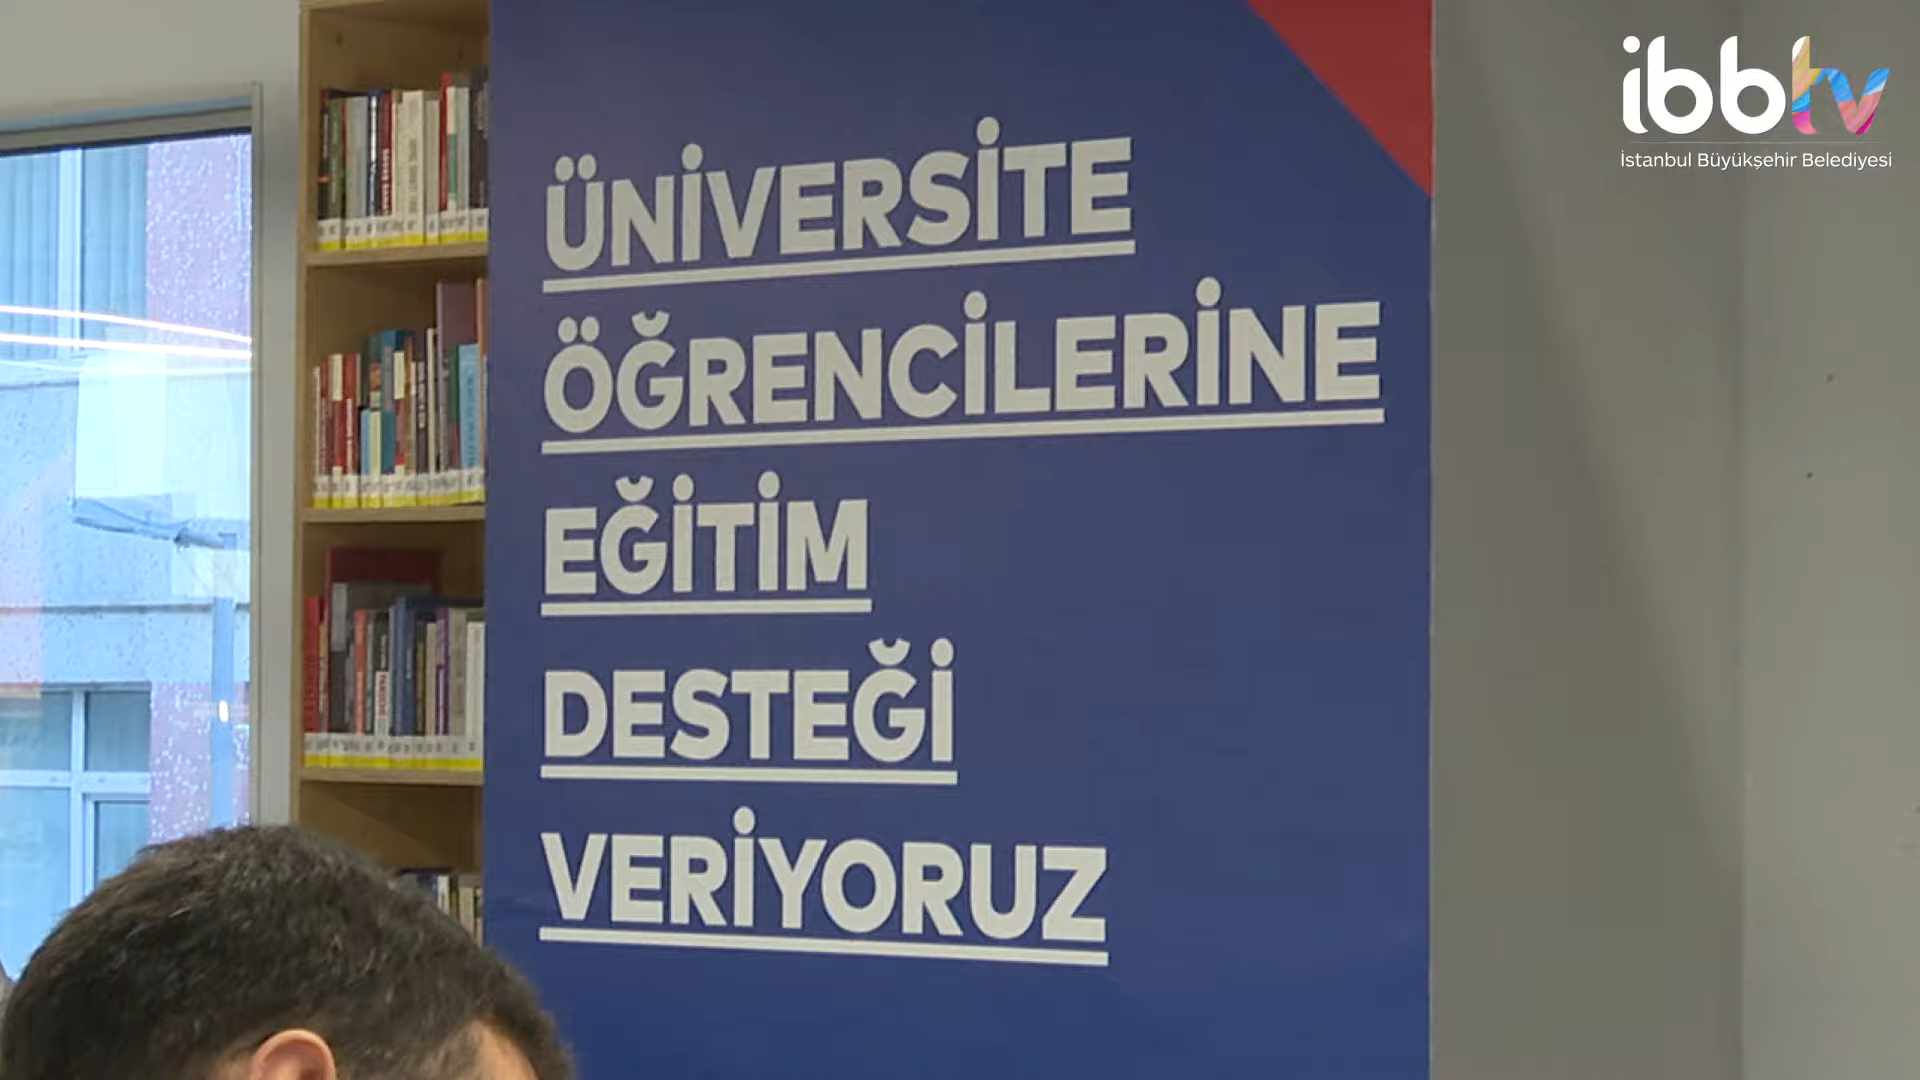 ibbtv
İstanbul Büyükşehir Belediyesi
ÜNİVERSİTE
ÖĞRENCİLERİNE
EĞİTİM
DESTEĞİ
VERİYORUZ